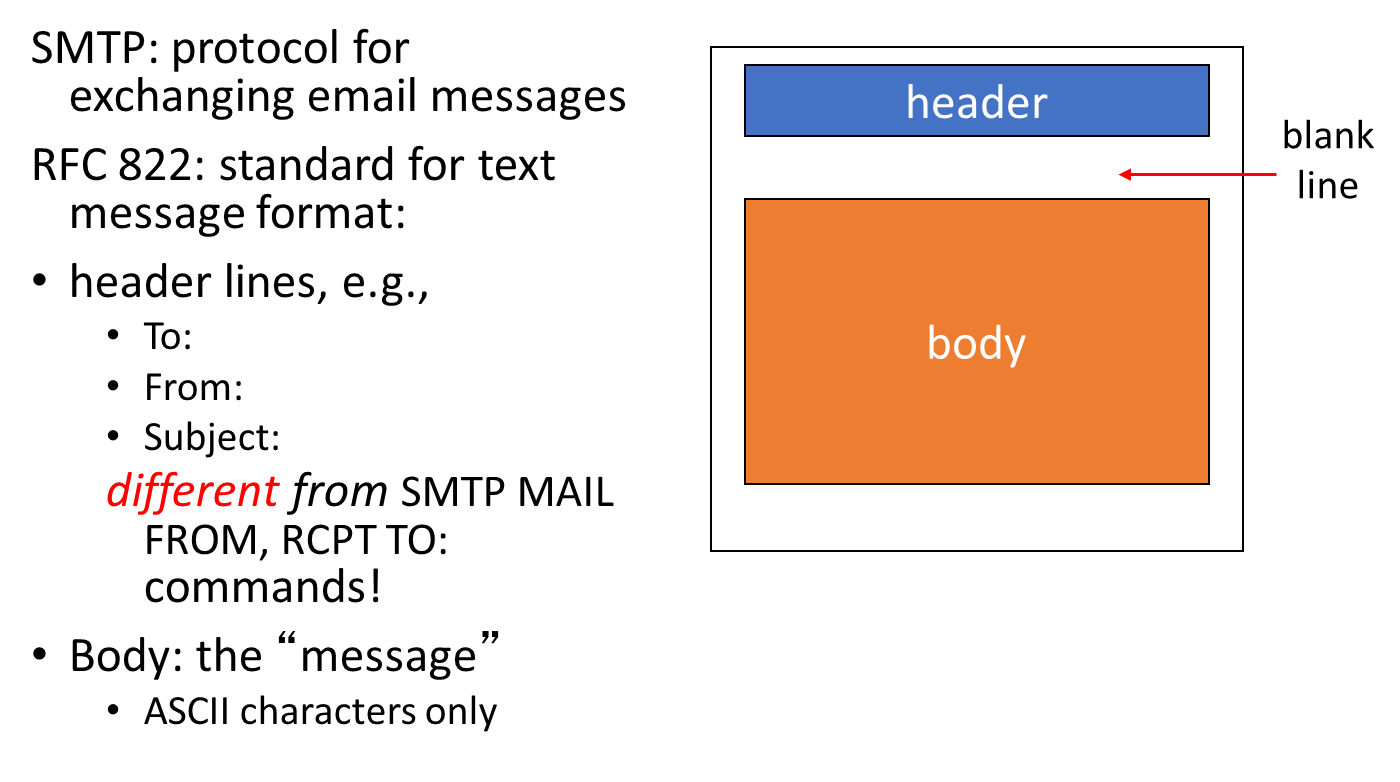 SMTP: protocol for
exchanging email messages
RFC 822: standard for text
message format:
• header lines, e.g.,
• To:
• From:
• Subject:
different from SMTP MAIL
FROM, RCPT TO:
commands!
• Body: the “message”
• ASCII characters only
header
blank
line
body